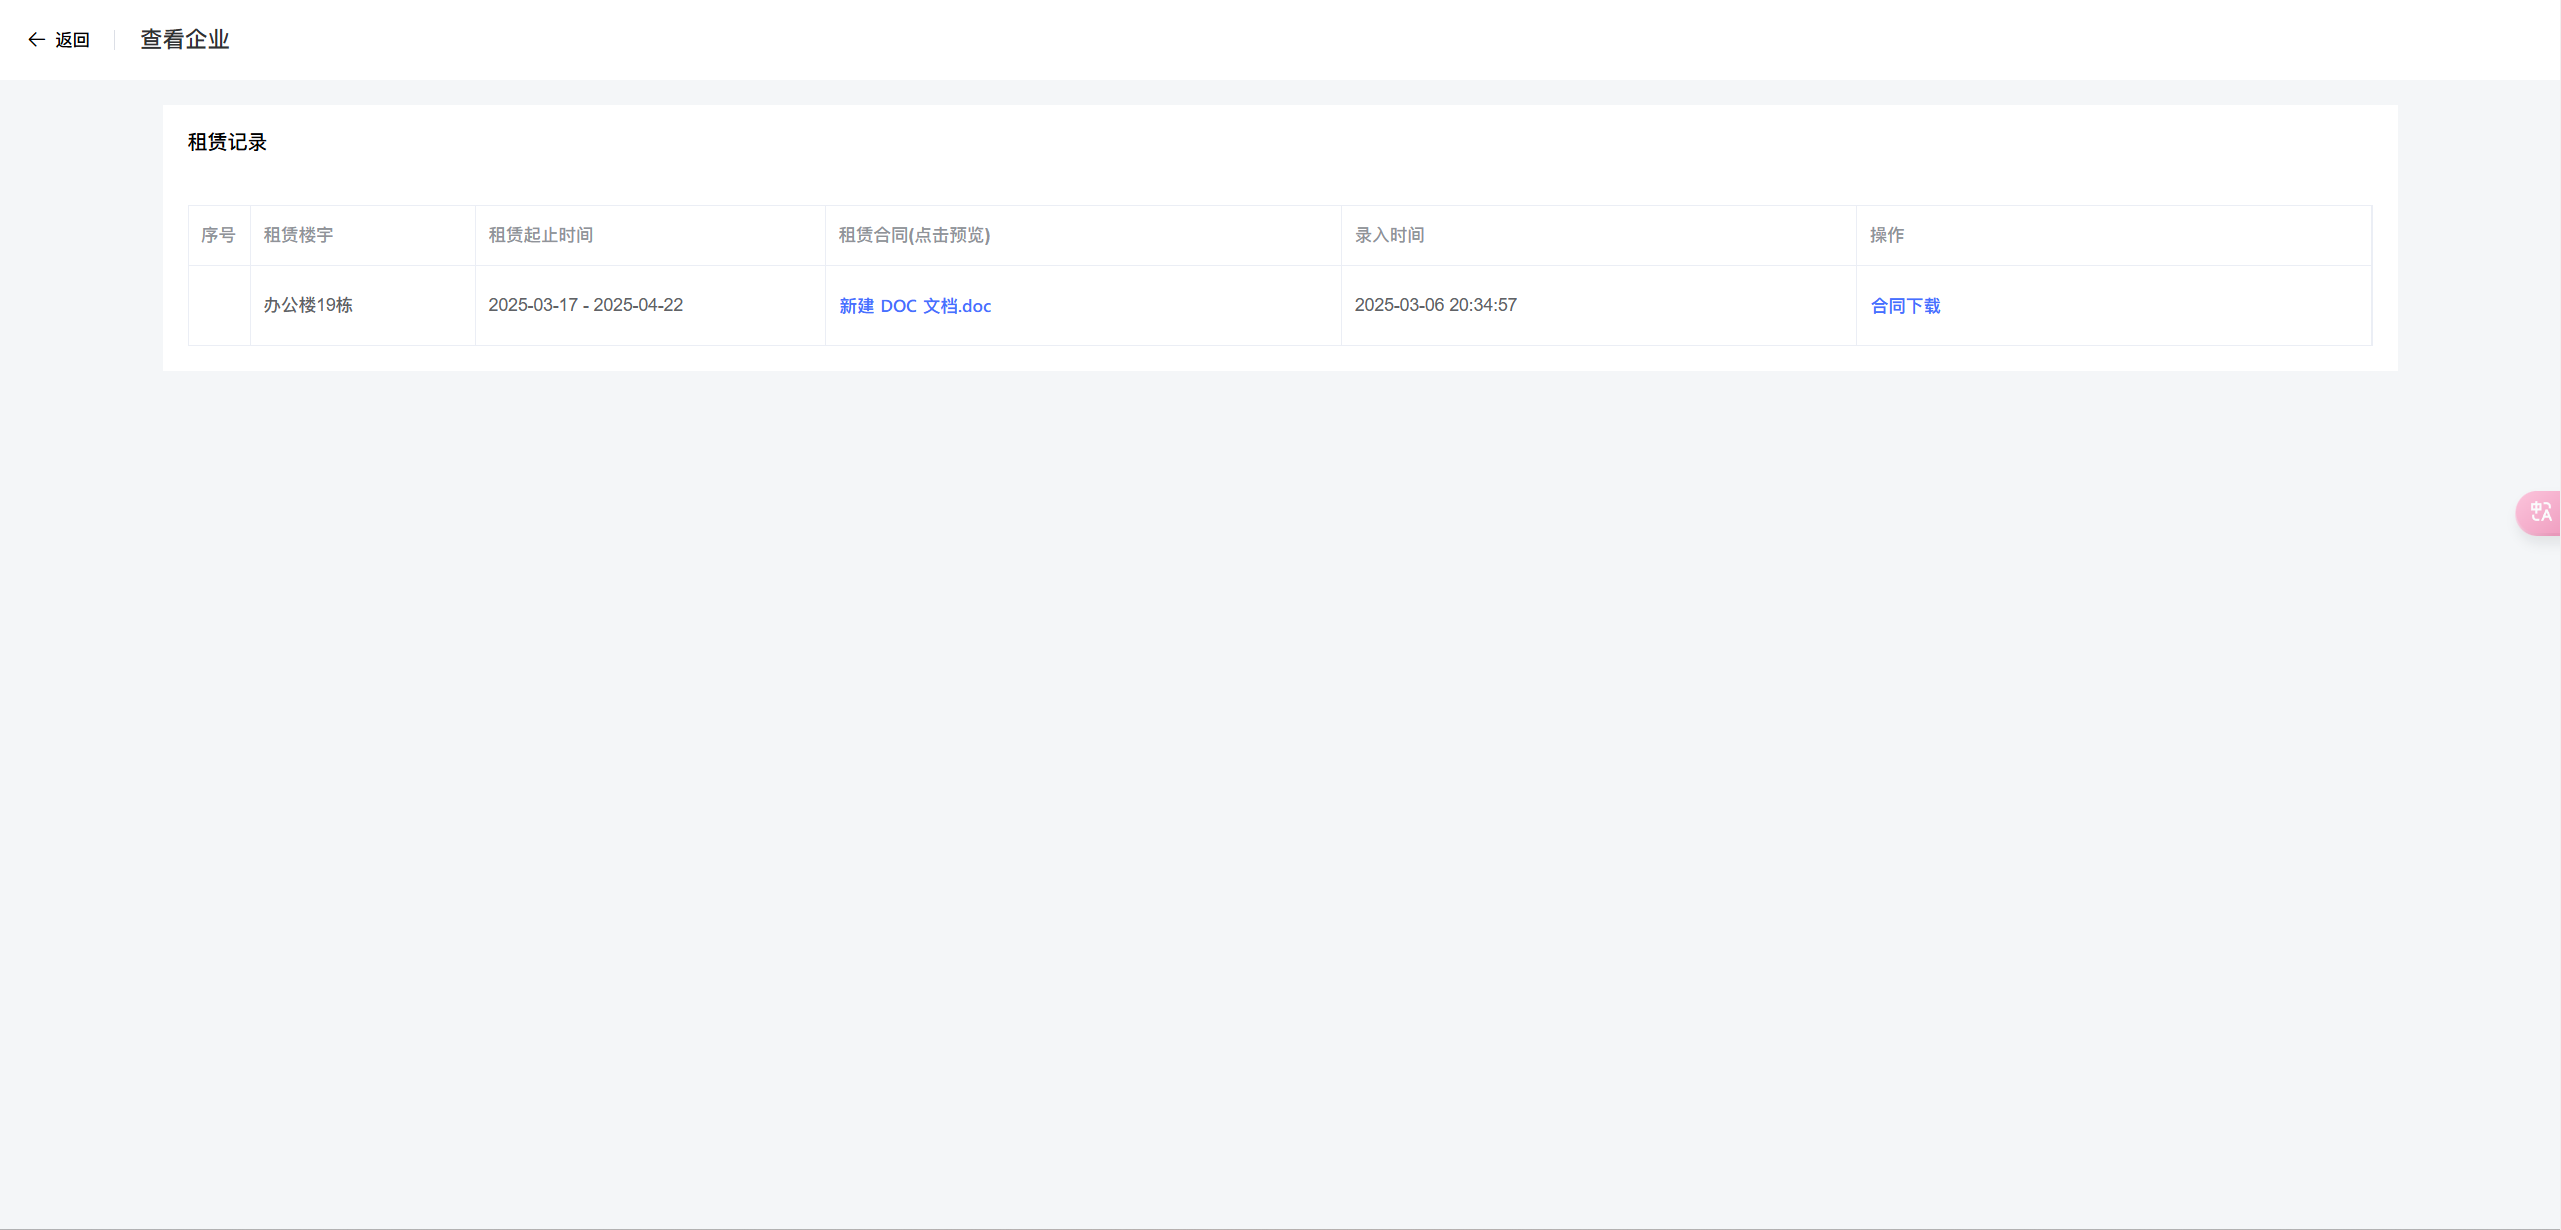 返回 查看企业
租赁记录
序号 租赁楼宇 租赁起止时间 租赁合同(点击预览) 录入时间 操作
办公楼19栋 2025-03-17 - 2025-04-22 新建 DOC 文档.doc 2025-03-06 20:34:57 合同下载
中A